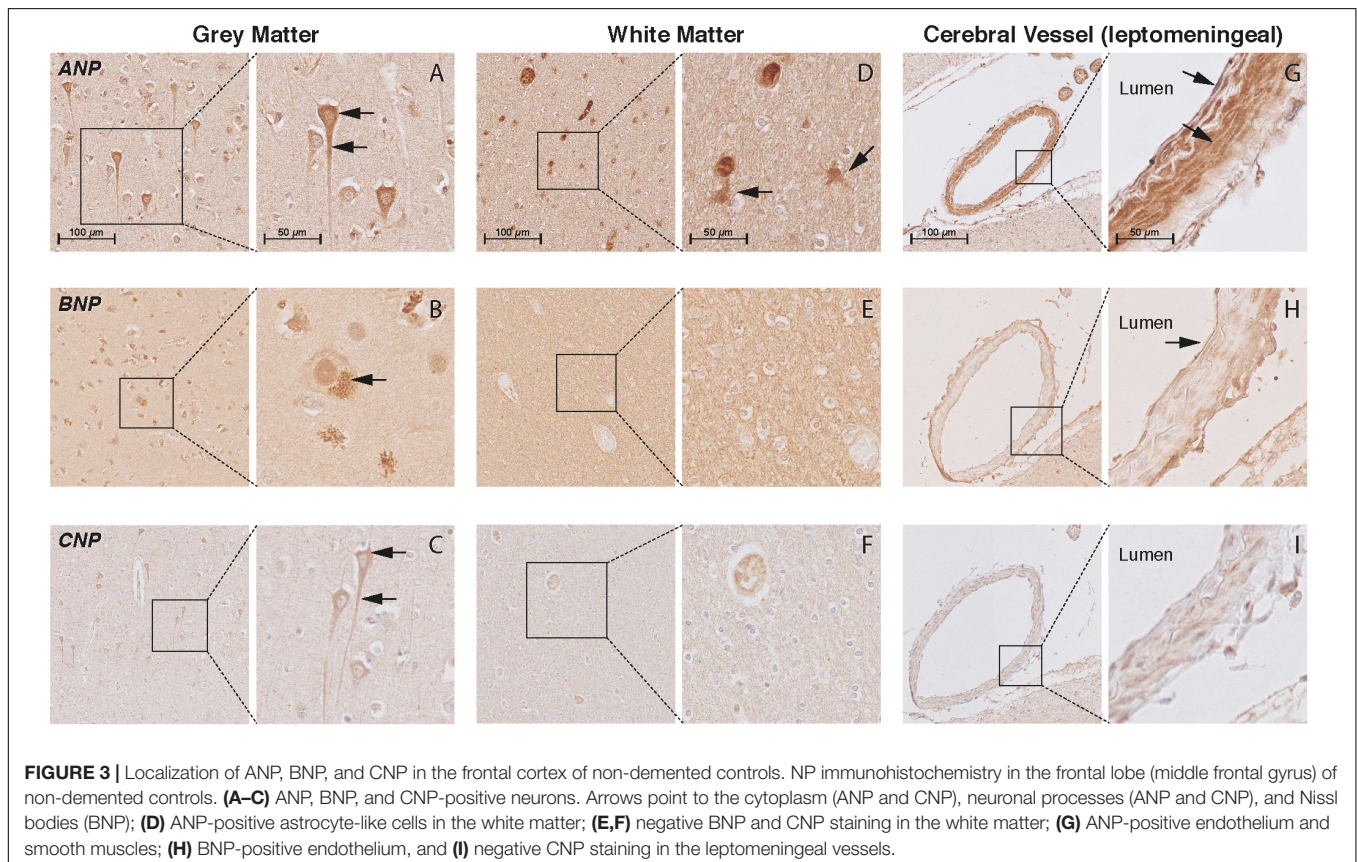 Grey Matter
White Matter
Cerebral Vessel (leptomeningeal)
ANP
A
D
G
Lumen
100 µm
50 µm
100 µm
50 µm
100 µm
50 µm
BNP
B
E
H
Lumen
CNP
C
F
I
Lumen
FIGURE 3 | Localization of ANP, BNP, and CNP in the frontal cortex of non-demented controls. NP immunohistochemistry in the frontal lobe (middle frontal gyrus) of
non-demented controls. (A–C) ANP, BNP, and CNP-positive neurons. Arrows point to the cytoplasm (ANP and CNP), neuronal processes (ANP and CNP), and Nissl
bodies (BNP); (D) ANP-positive astrocyte-like cells in the white matter; (E,F) negative BNP and CNP staining in the white matter; (G) ANP-positive endothelium and
smooth muscles; (H) BNP-positive endothelium, and (I) negative CNP staining in the leptomeningeal vessels.